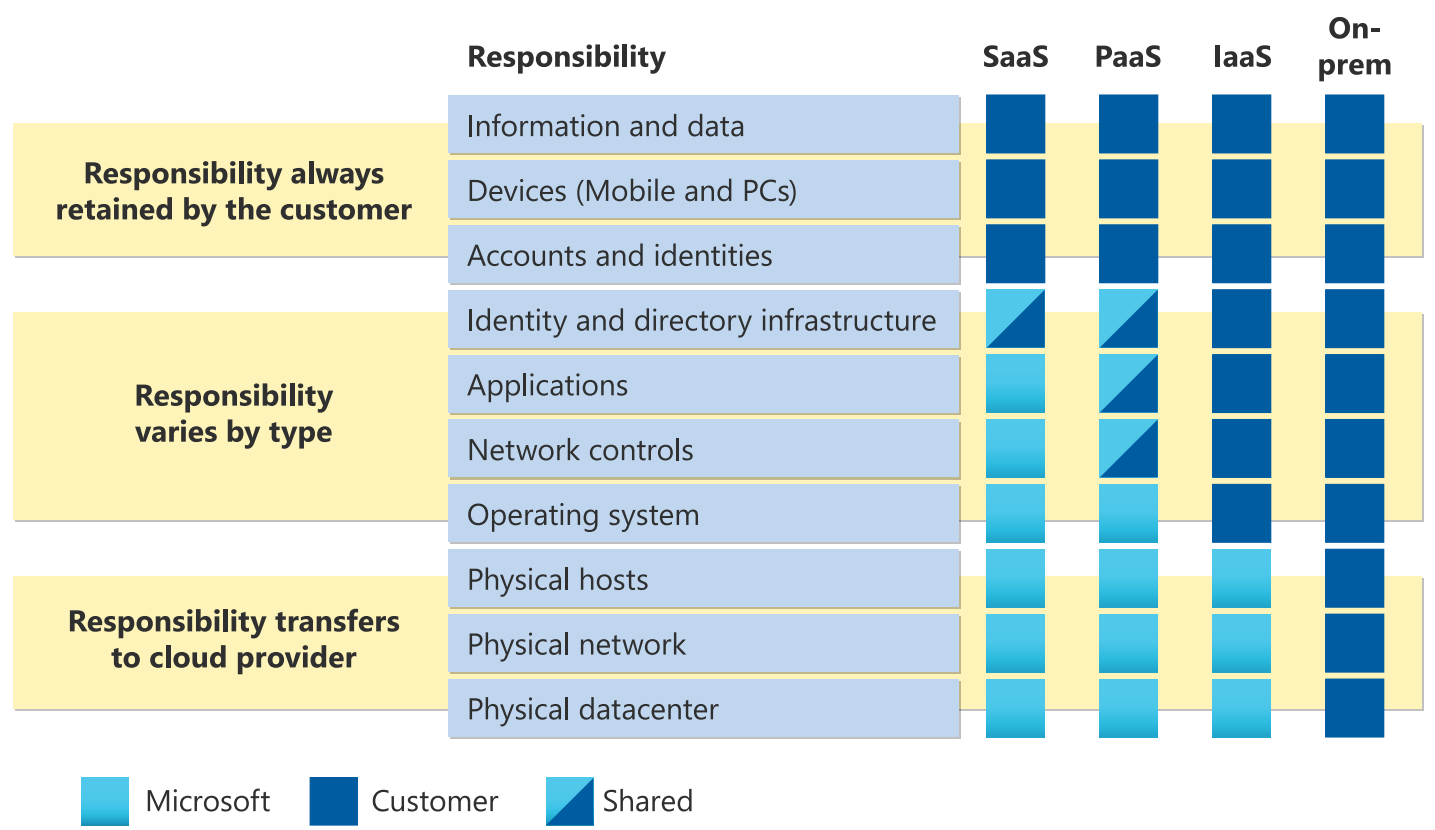 Responsibility SaaS PaaS IaaS On-
prem
Information and data
Responsibility always
retained by the customer
Devices (Mobile and PCs)
Accounts and identities
Identity and directory infrastructure
Responsibility
varies by type
Applications
Network controls
Operating system
Physical hosts
Responsibility transfers
to cloud provider
Physical network
Physical datacenter
Microsoft Customer Shared